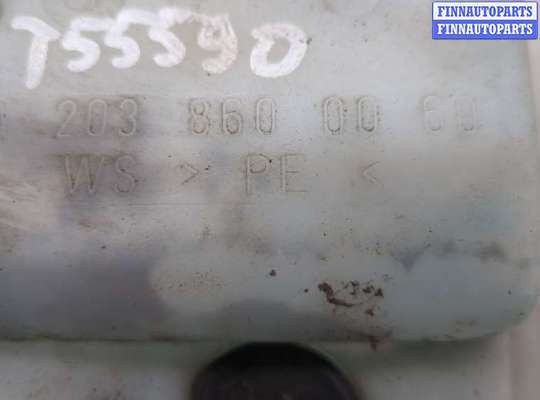 FINNAUTOPARTS
FINNAUTOPARTS
T55590
203 860 00 60
WS > PE <